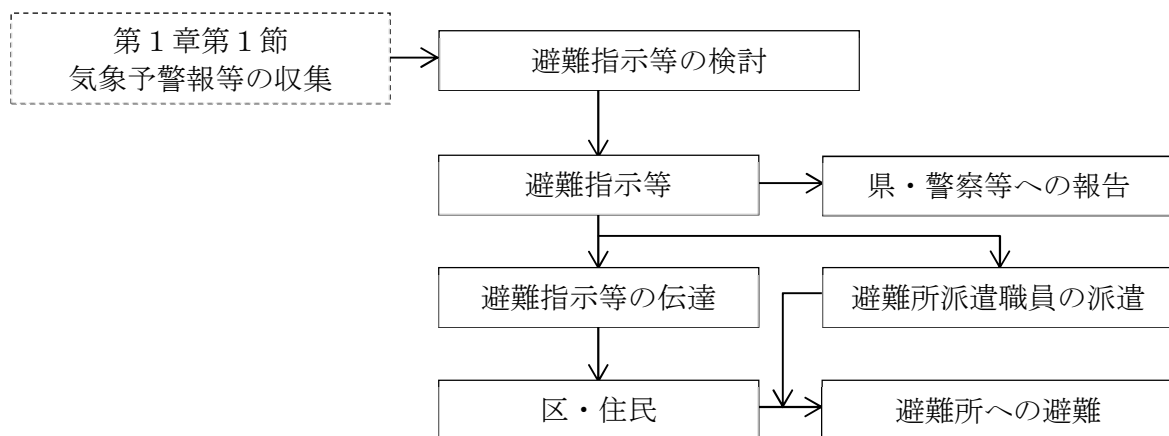 第１章第１節
気象予警報等の収集
避難指示等の検討
避難指示等
県・警察等への報告
避難指示等の伝達
避難所派遣職員の派遣
区・住民
避難所への避難